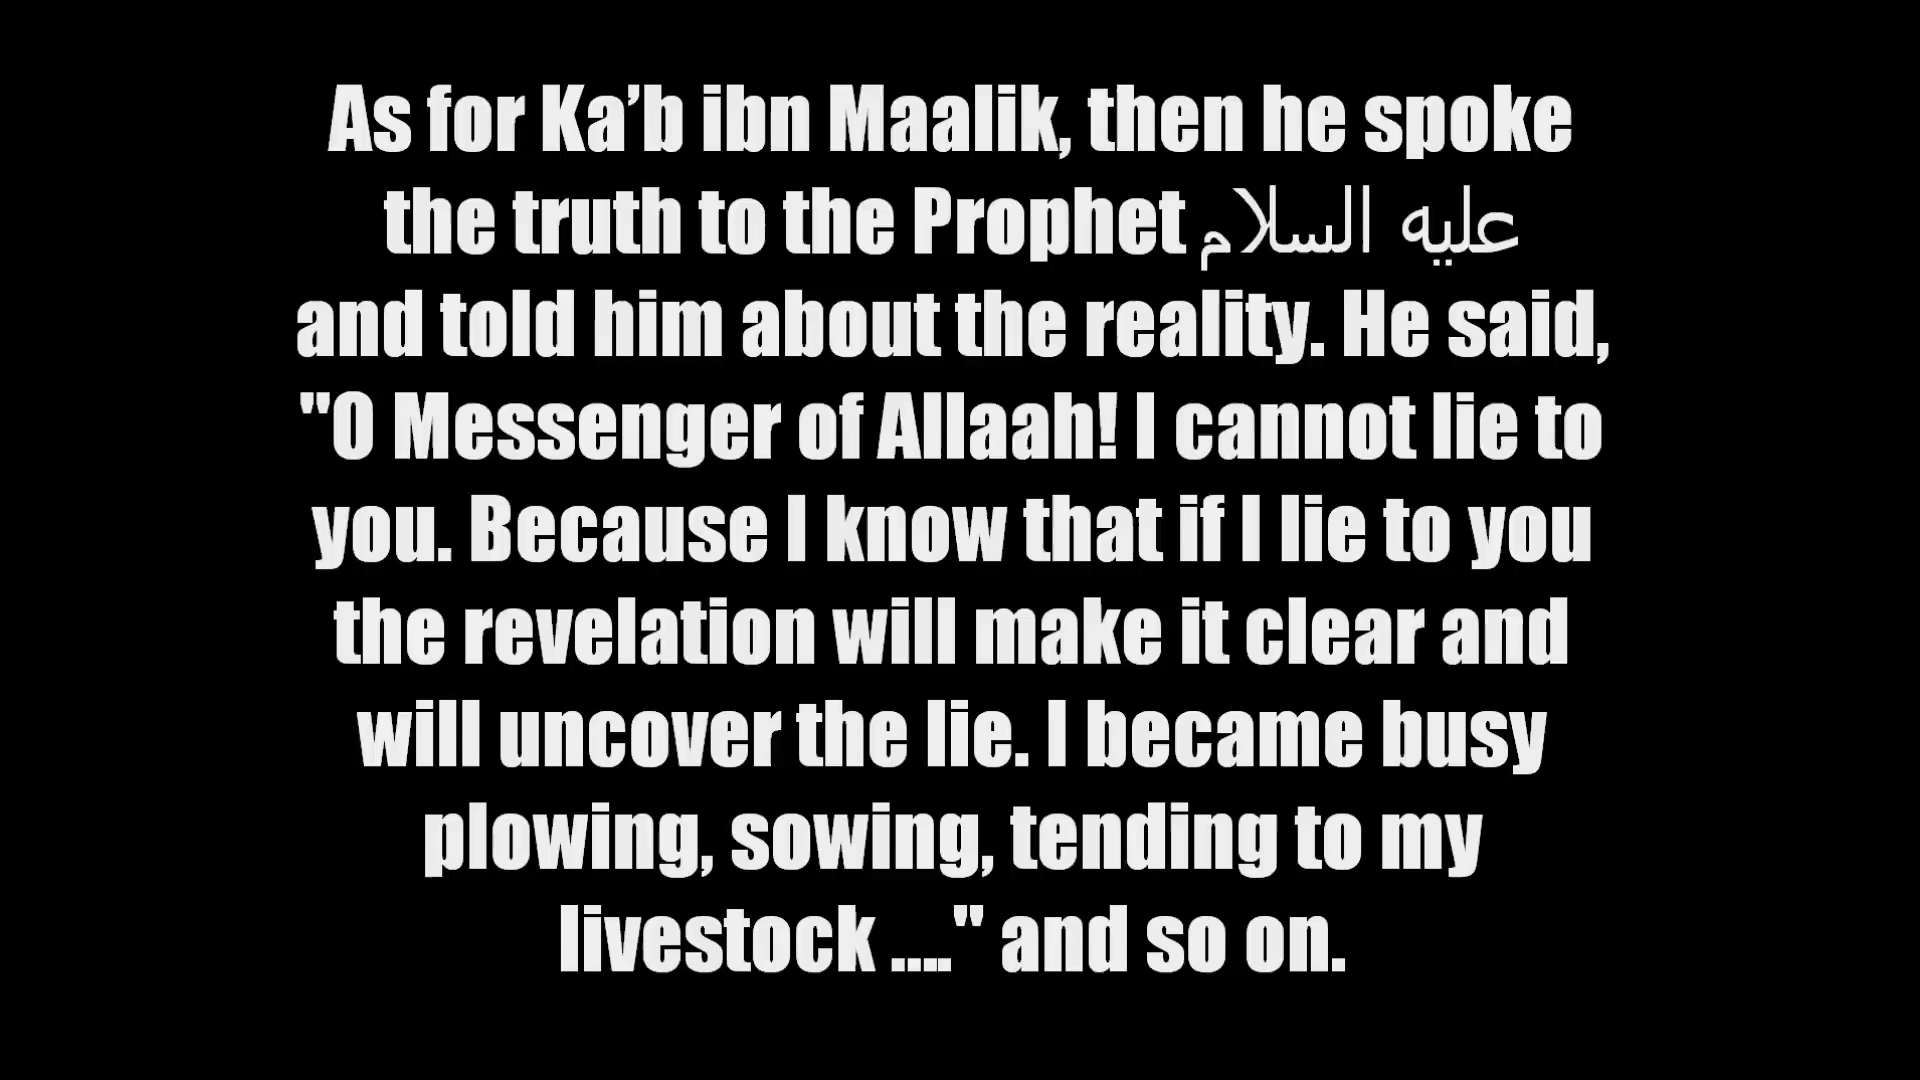 As for Ka’b ibn Maalik, then he spoke
the truth to the Prophet عليه السلام
and told him about the reality. He said,
"O Messenger of Allaah! I cannot lie to
you. Because I know that if I lie to you
the revelation will make it clear and
will uncover the lie. I became busy
plowing, sowing, tending to my
livestock ...." and so on.